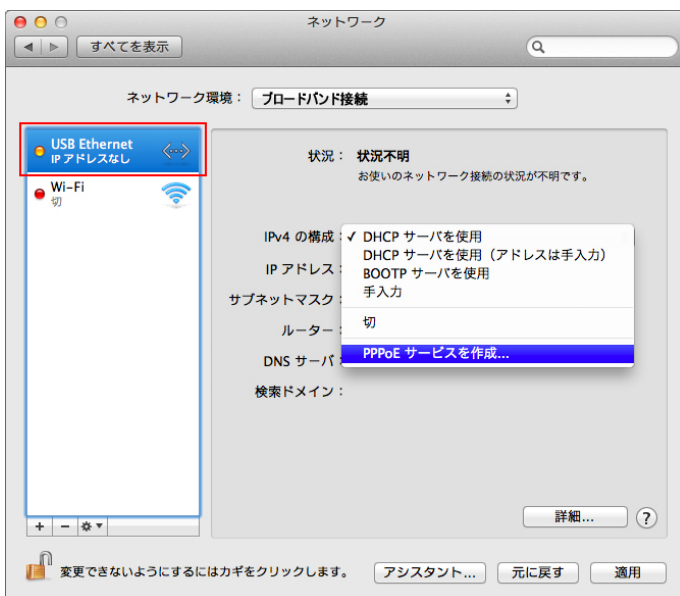 ネットワーク
すべてを表示
ネットワーク環境： ブロードバンド接続
USB Ethernet
IP アドレスなし
Wi-Fi
切
状況： 状況不明
お使いのネットワーク接続の状況が不明です。
IPv4 の構成： ✓ DHCP サーバを使用
DHCP サーバを使用（アドレスは手入力）
BOOTP サーバを使用
手入力
切
PPPoE サービスを作成...
IP アドレス：
サブネットマスク：
ルーター：
DNS サーバ：
検索ドメイン：
詳細... ?
+ −
変更できないようにするにはカギをクリックします。
アシスタント... 元に戻す 適用